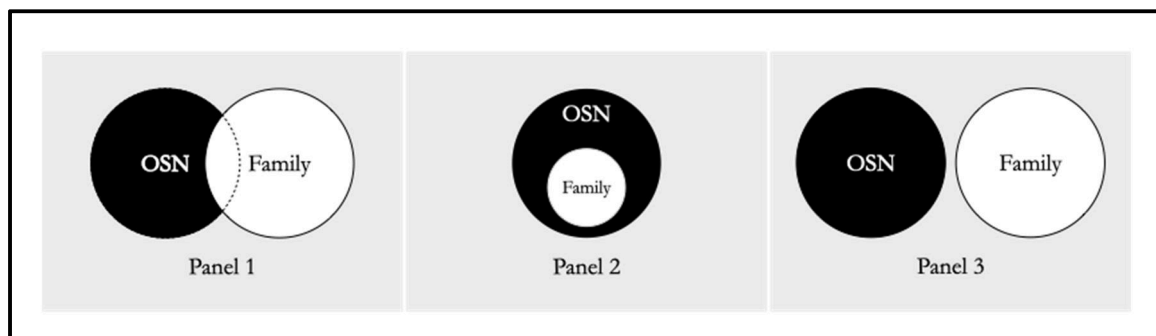 OSN
Family
Panel 1
OSN
Family
Panel 2
OSN
Family
Panel 3